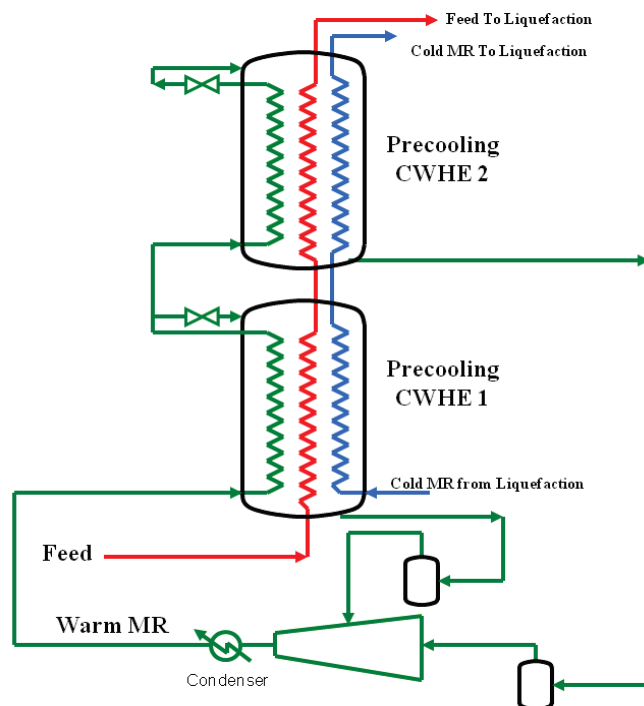 Feed To Liquefaction
Cold MR To Liquefaction
Precooling
CWHE 2
Precooling
CWHE 1
Cold MR from Liquefaction
Feed
Warm MR
Condenser